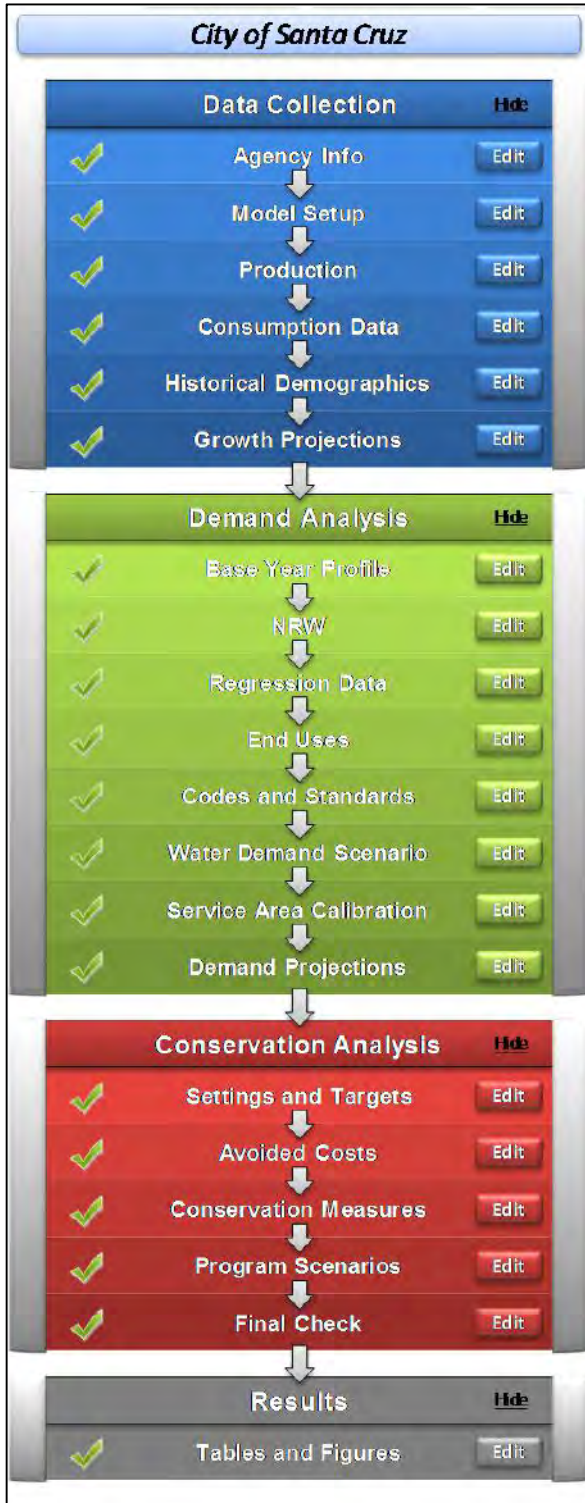 City of Santa Cruz
Data Collection Hide
Agency Info Edit
Model Setup Edit
Production Edit
Consumption Data Edit
Historical Demographics Edit
Growth Projections Edit
Demand Analysis Hide
Base Year Profile Edit
NRW Edit
Regression Data Edit
End Uses Edit
Codes and Standards Edit
Water Demand Scenario Edit
Service Area Calibration Edit
Demand Projections Edit
Conservation Analysis Hide
Settings and Targets Edit
Avoided Costs Edit
Conservation Measures Edit
Program Scenarios Edit
Final Check Edit
Results Hide
Tables and Figures Edit